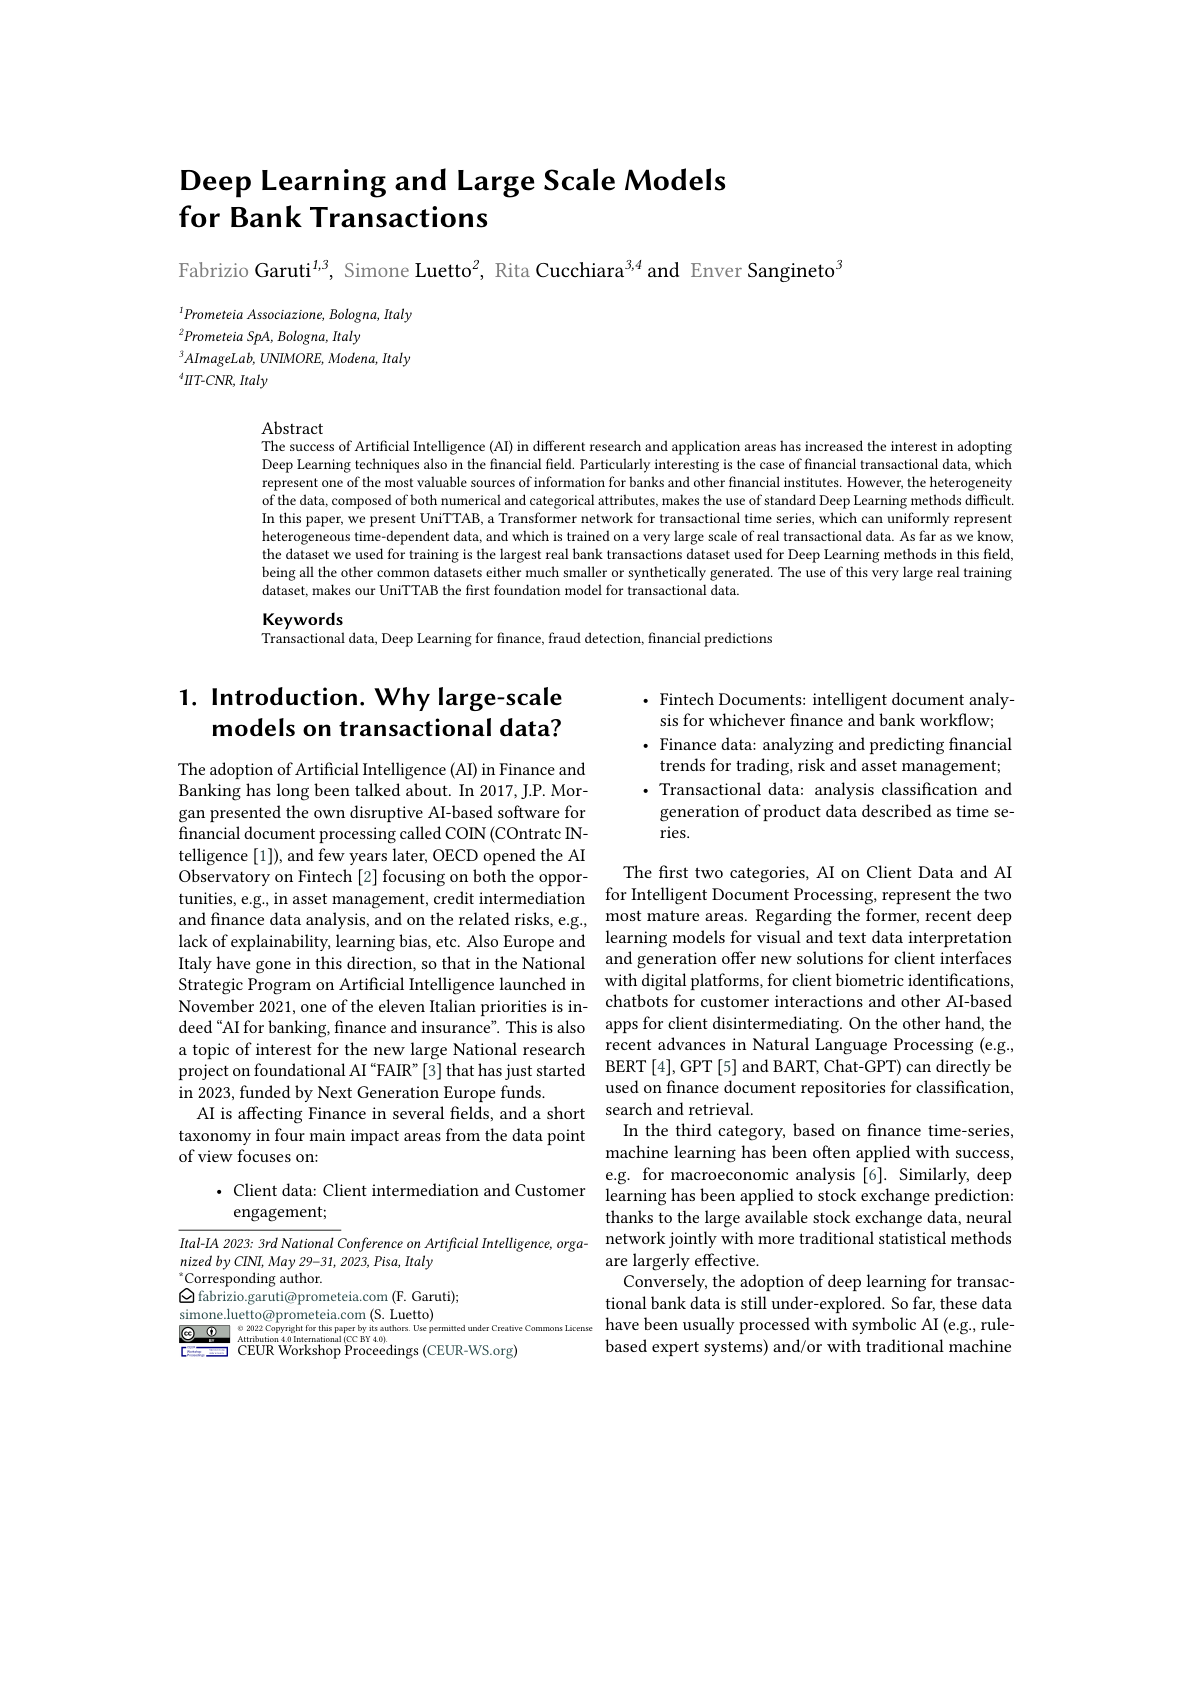 Deep Learning and Large Scale Models
for Bank Transactions
Fabrizio Garuti1,3, Simone Luetto2, Rita Cucchiara3,4 and Enver Sangineto3
1Prometeia Associazione, Bologna, Italy
2Prometeia SpA, Bologna, Italy
3AImageLab, UNIMORE, Modena, Italy
4IIT-CNR, Italy
Abstract
The success of Artificial Intelligence (AI) in different research and application areas has increased the interest in adopting
Deep Learning techniques also in the financial field. Particularly interesting is the case of financial transactional data, which
represent one of the most valuable sources of information for banks and other financial institutes. However, the heterogeneity
of the data, composed of both numerical and categorical attributes, makes the use of standard Deep Learning methods difficult.
In this paper, we present UniTTAB, a Transformer network for transactional time series, which can uniformly represent
heterogeneous time-dependent data, and which is trained on a very large scale of real transactional data. As far as we know,
the dataset we used for training is the largest real bank transactions dataset used for Deep Learning methods in this field,
being all the other common datasets either much smaller or synthetically generated. The use of this very large real training
dataset, makes our UniTTAB the first foundation model for transactional data.
Keywords
Transactional data, Deep Learning for finance, fraud detection, financial predictions
1. Introduction. Why large-scale
models on transactional data?
The adoption of Artificial Intelligence (AI) in Finance and
Banking has long been talked about. In 2017, J.P. Mor-
gan presented the own disruptive AI-based software for
financial document processing called COIN (COntratc IN-
telligence [1]), and few years later, OECD opened the AI
Observatory on Fintech [2] focusing on both the oppor-
tunities, e.g., in asset management, credit intermediation
and finance data analysis, and on the related risks, e.g.,
lack of explainability, learning bias, etc. Also Europe and
Italy have gone in this direction, so that in the National
Strategic Program on Artificial Intelligence launched in
November 2021, one of the eleven Italian priorities is in-
deed “AI for banking, finance and insurance”. This is also
a topic of interest for the new large National research
project on foundational AI “FAIR” [3] that has just started
in 2023, funded by Next Generation Europe funds.
AI is affecting Finance in several fields, and a short
taxonomy in four main impact areas from the data point
of view focuses on:
• Client data: Client intermediation and Customer
engagement;
Ital-IA 2023: 3rd National Conference on Artificial Intelligence, orga-
nized by CINI, May 29–31, 2023, Pisa, Italy
*Corresponding author.
fabrizio.garuti@prometeia.com (F. Garuti);
simone.luetto@prometeia.com (S. Luetto)
© 2022 Copyright for this paper by its authors. Use permitted under Creative Commons License
Attribution 4.0 International (CC BY 4.0).
CEUR Workshop Proceedings (CEUR-WS.org)
• Fintech Documents: intelligent document analy-
sis for whichever finance and bank workflow;
• Finance data: analyzing and predicting financial
trends for trading, risk and asset management;
• Transactional data: analysis classification and
generation of product data described as time se-
ries.
The first two categories, AI on Client Data and AI
for Intelligent Document Processing, represent the two
most mature areas. Regarding the former, recent deep
learning models for visual and text data interpretation
and generation offer new solutions for client interfaces
with digital platforms, for client biometric identifications,
chatbots for customer interactions and other AI-based
apps for client disintermediating. On the other hand, the
recent advances in Natural Language Processing (e.g.,
BERT [4], GPT [5] and BART, Chat-GPT) can directly be
used on finance document repositories for classification,
search and retrieval.
In the third category, based on finance time-series,
machine learning has been often applied with success,
e.g. for macroeconomic analysis [6]. Similarly, deep
learning has been applied to stock exchange prediction:
thanks to the large available stock exchange data, neural
network jointly with more traditional statistical methods
are largerly effective.
Conversely, the adoption of deep learning for transac-
tional bank data is still under-explored. So far, these data
have been usually processed with symbolic AI (e.g., rule-
based expert systems) and/or with traditional machine